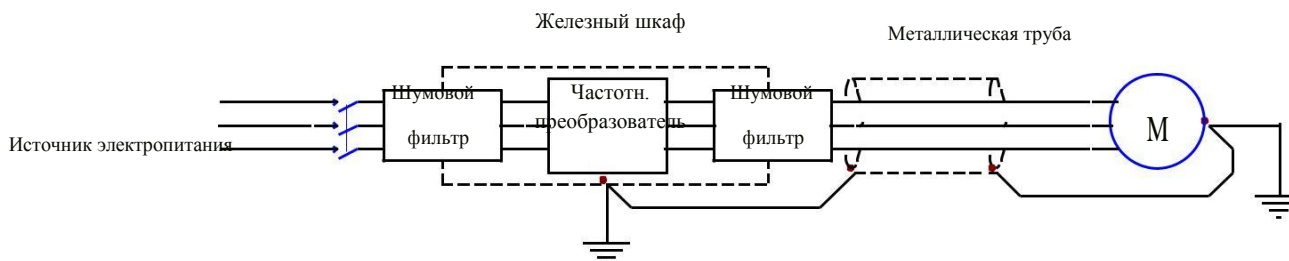 Железный шкаф
Металлическая труба
Шумовой
фильтр
Частотн.
преобразователь
Шумовой
фильтр
Источник электропитания
М